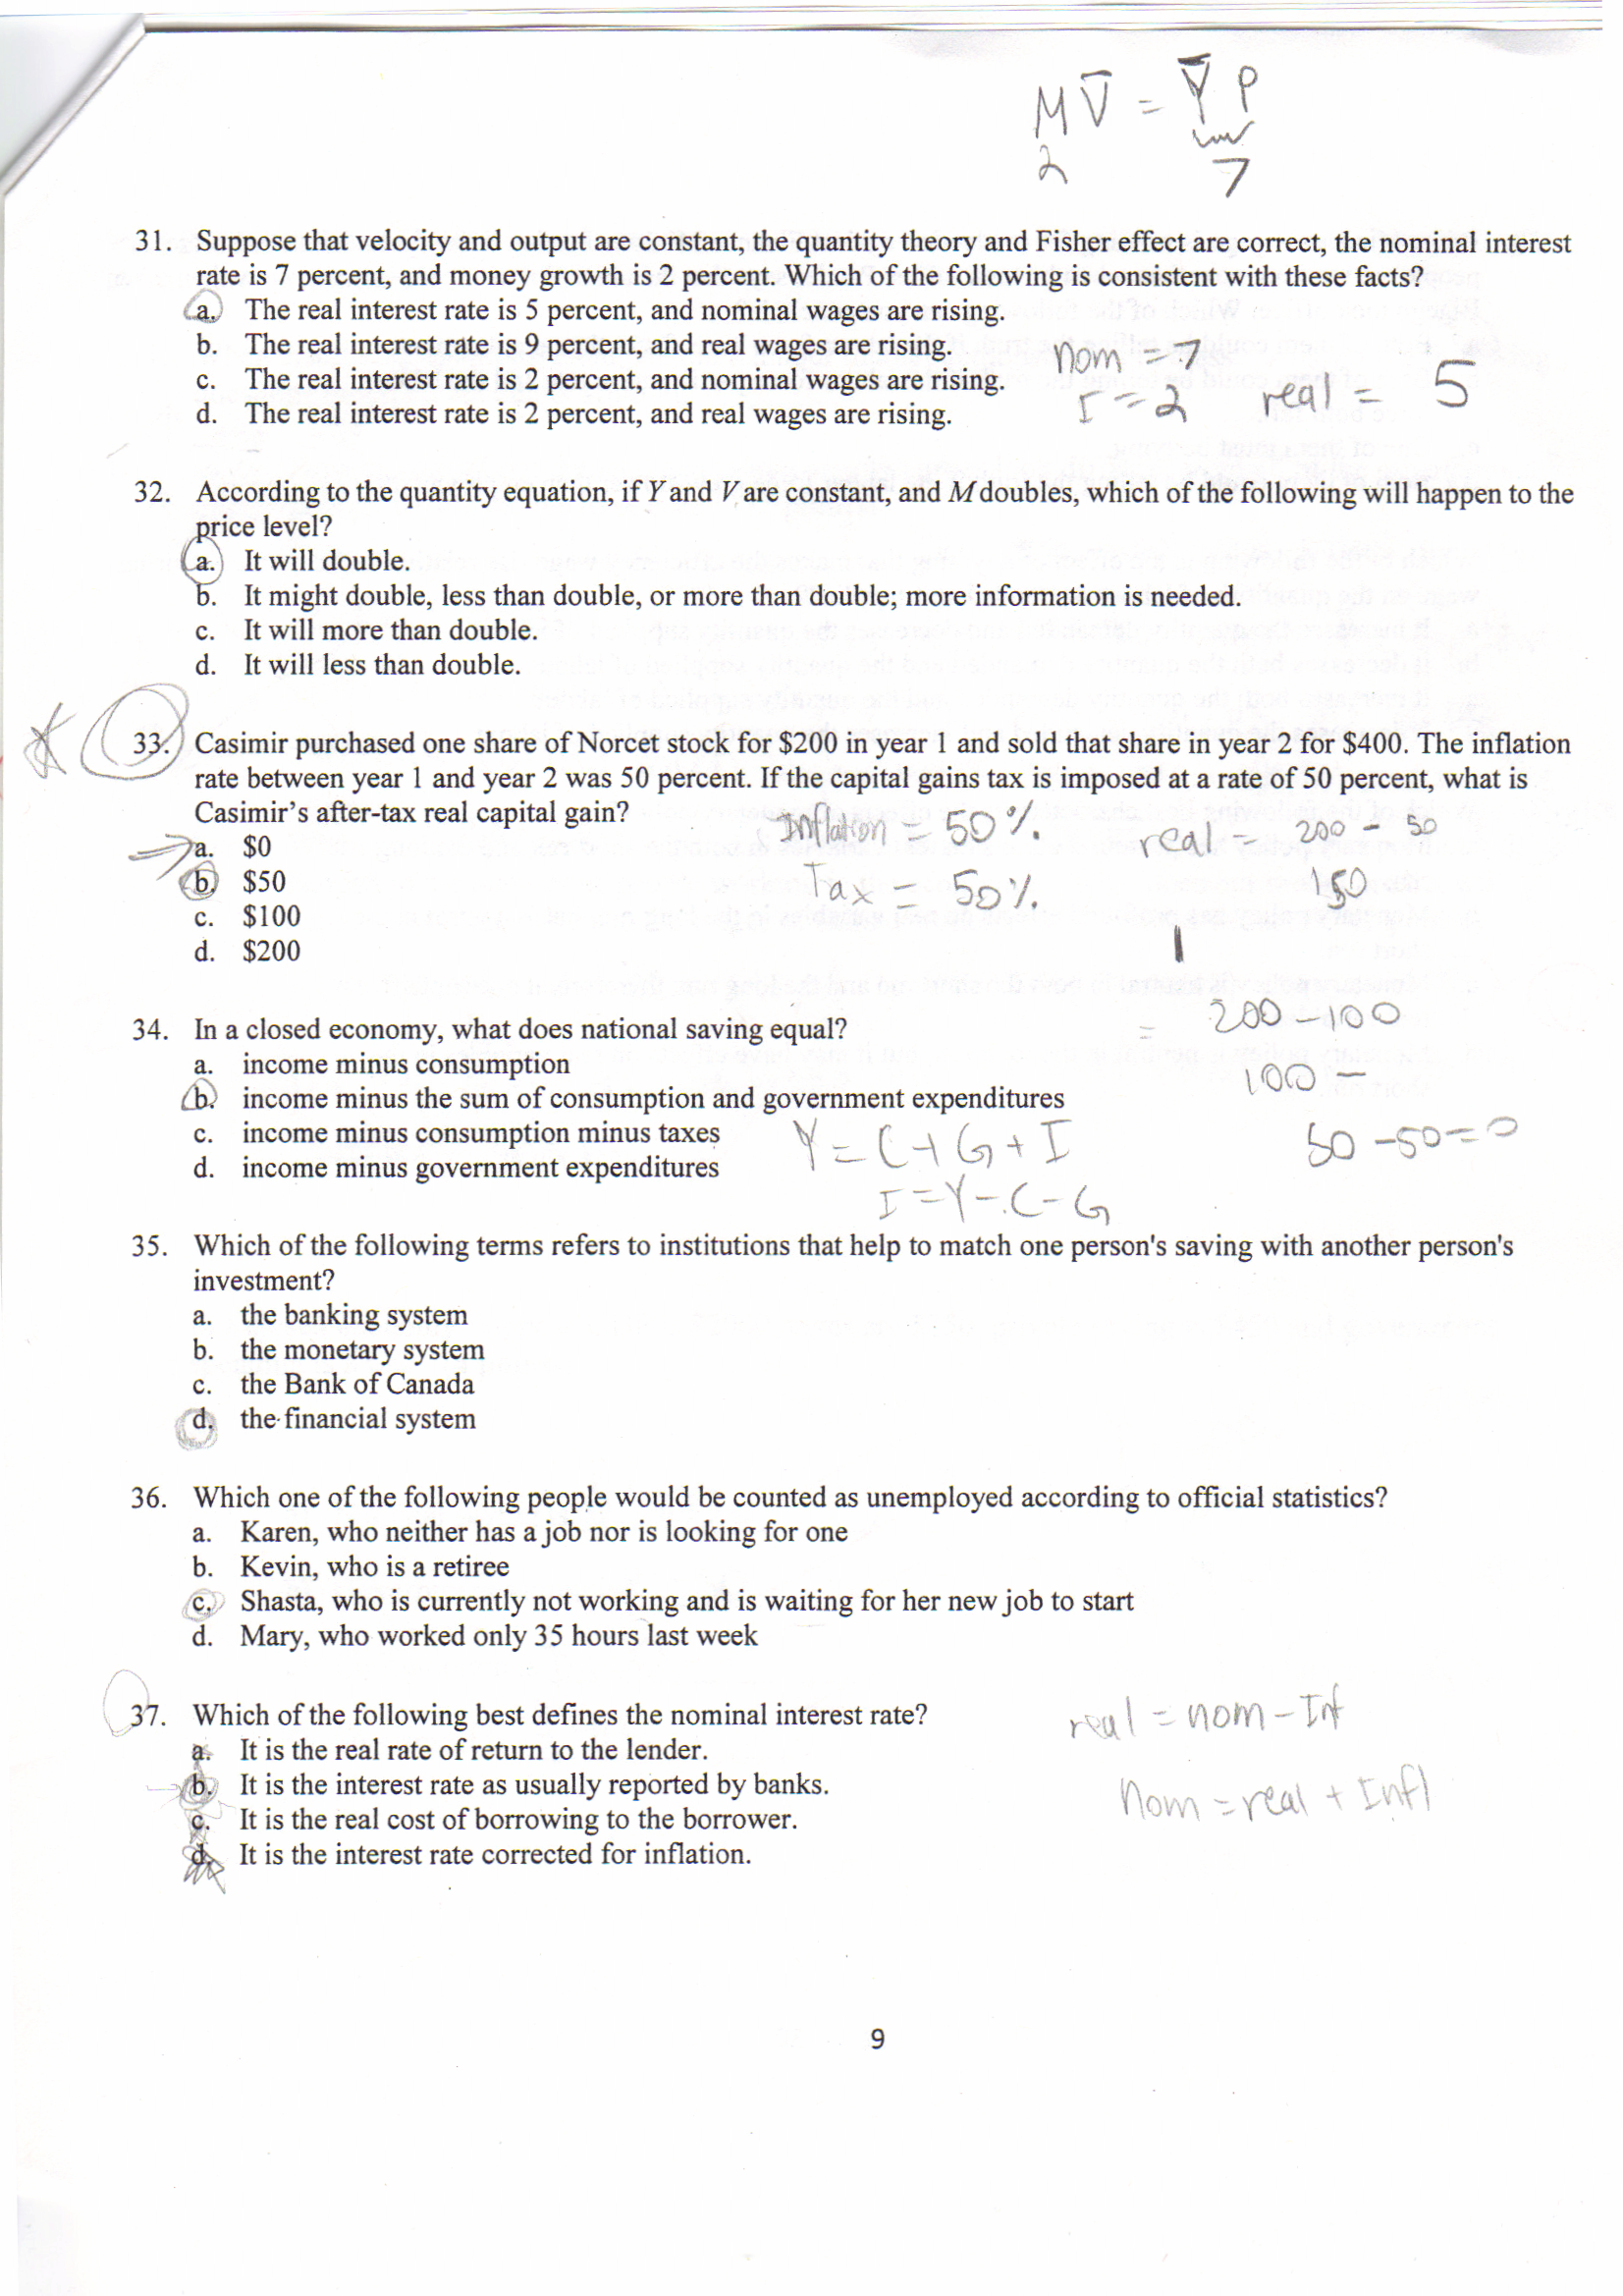 M V̄ = Ȳ P
2 7
31. Suppose that velocity and output are constant, the quantity theory and Fisher effect are correct, the nominal interest
rate is 7 percent, and money growth is 2 percent. Which of the following is consistent with these facts?
a. The real interest rate is 5 percent, and nominal wages are rising.
b. The real interest rate is 9 percent, and real wages are rising.
c. The real interest rate is 2 percent, and nominal wages are rising.
d. The real interest rate is 2 percent, and real wages are rising.
nom = 7
I = 2 real = 5
32. According to the quantity equation, if Y and V are constant, and M doubles, which of the following will happen to the
price level?
a. It will double.
b. It might double, less than double, or more than double; more information is needed.
c. It will more than double.
d. It will less than double.
33. Casimir purchased one share of Norcet stock for $200 in year 1 and sold that share in year 2 for $400. The inflation
rate between year 1 and year 2 was 50 percent. If the capital gains tax is imposed at a rate of 50 percent, what is
Casimir's after-tax real capital gain?
a. $0
b. $50
c. $100
d. $200
Inflation = 50 %.
Tax = 50 %.
real = 200 - 50
150
= 200 - 100
100 -
50 - 50 = 0
34. In a closed economy, what does national saving equal?
a. income minus consumption
b. income minus the sum of consumption and government expenditures
c. income minus consumption minus taxes
d. income minus government expenditures
Y = C + G + I
I = Y - C - G
35. Which of the following terms refers to institutions that help to match one person's saving with another person's
investment?
a. the banking system
b. the monetary system
c. the Bank of Canada
d. the financial system
36. Which one of the following people would be counted as unemployed according to official statistics?
a. Karen, who neither has a job nor is looking for one
b. Kevin, who is a retiree
c. Shasta, who is currently not working and is waiting for her new job to start
d. Mary, who worked only 35 hours last week
37. Which of the following best defines the nominal interest rate?
a. It is the real rate of return to the lender.
b. It is the interest rate as usually reported by banks.
c. It is the real cost of borrowing to the borrower.
d. It is the interest rate corrected for inflation.
real = nom - Inf
Nom = real + Infl
9